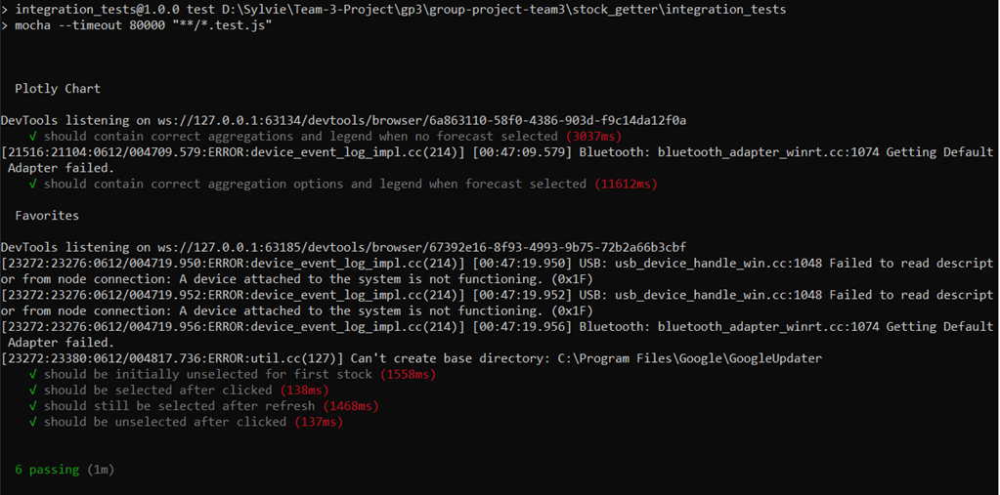 > integration_tests@1.0.0 test D:\Sylvie\Team-3-Project\gp3\group-project-team3\stock_getter\integration_tests
> mocha --timeout 80000 "**/*.test.js"
Plotly Chart
DevTools listening on ws://127.0.0.1:63134/devtools/browser/6a863110-58f0-4386-903d-f9c14da12f0a
√ should contain correct aggregations and legend when no forecast selected (3037ms)
[21516:21104:0612/004709.579:ERROR:device_event_log_impl.cc(214)] [00:47:09.579] Bluetooth: bluetooth_adapter_winrt.cc:1074 Getting Default
Adapter failed.
√ should contain correct aggregation options and legend when forecast selected (11612ms)
Favorites
DevTools listening on ws://127.0.0.1:63185/devtools/browser/67392e16-8f93-4993-9b75-72b2a66b3cbf
[23272:23276:0612/004719.950:ERROR:device_event_log_impl.cc(214)] [00:47:19.950] USB: usb_device_handle_win.cc:1048 Failed to read descript
or from node connection: A device attached to the system is not functioning. (0x1F)
[23272:23276:0612/004719.952:ERROR:device_event_log_impl.cc(214)] [00:47:19.952] USB: usb_device_handle_win.cc:1048 Failed to read descript
or from node connection: A device attached to the system is not functioning. (0x1F)
[23272:23276:0612/004719.956:ERROR:device_event_log_impl.cc(214)] [00:47:19.956] Bluetooth: bluetooth_adapter_winrt.cc:1074 Getting Default
Adapter failed.
[23272:23380:0612/004817.736:ERROR:util.cc(127)] Can't create base directory: C:\Program Files\Google\GoogleUpdater
√ should be initially unselected for first stock (1558ms)
√ should be selected after clicked (138ms)
√ should still be selected after refresh (1468ms)
√ should be unselected after clicked (137ms)
6 passing (1m)